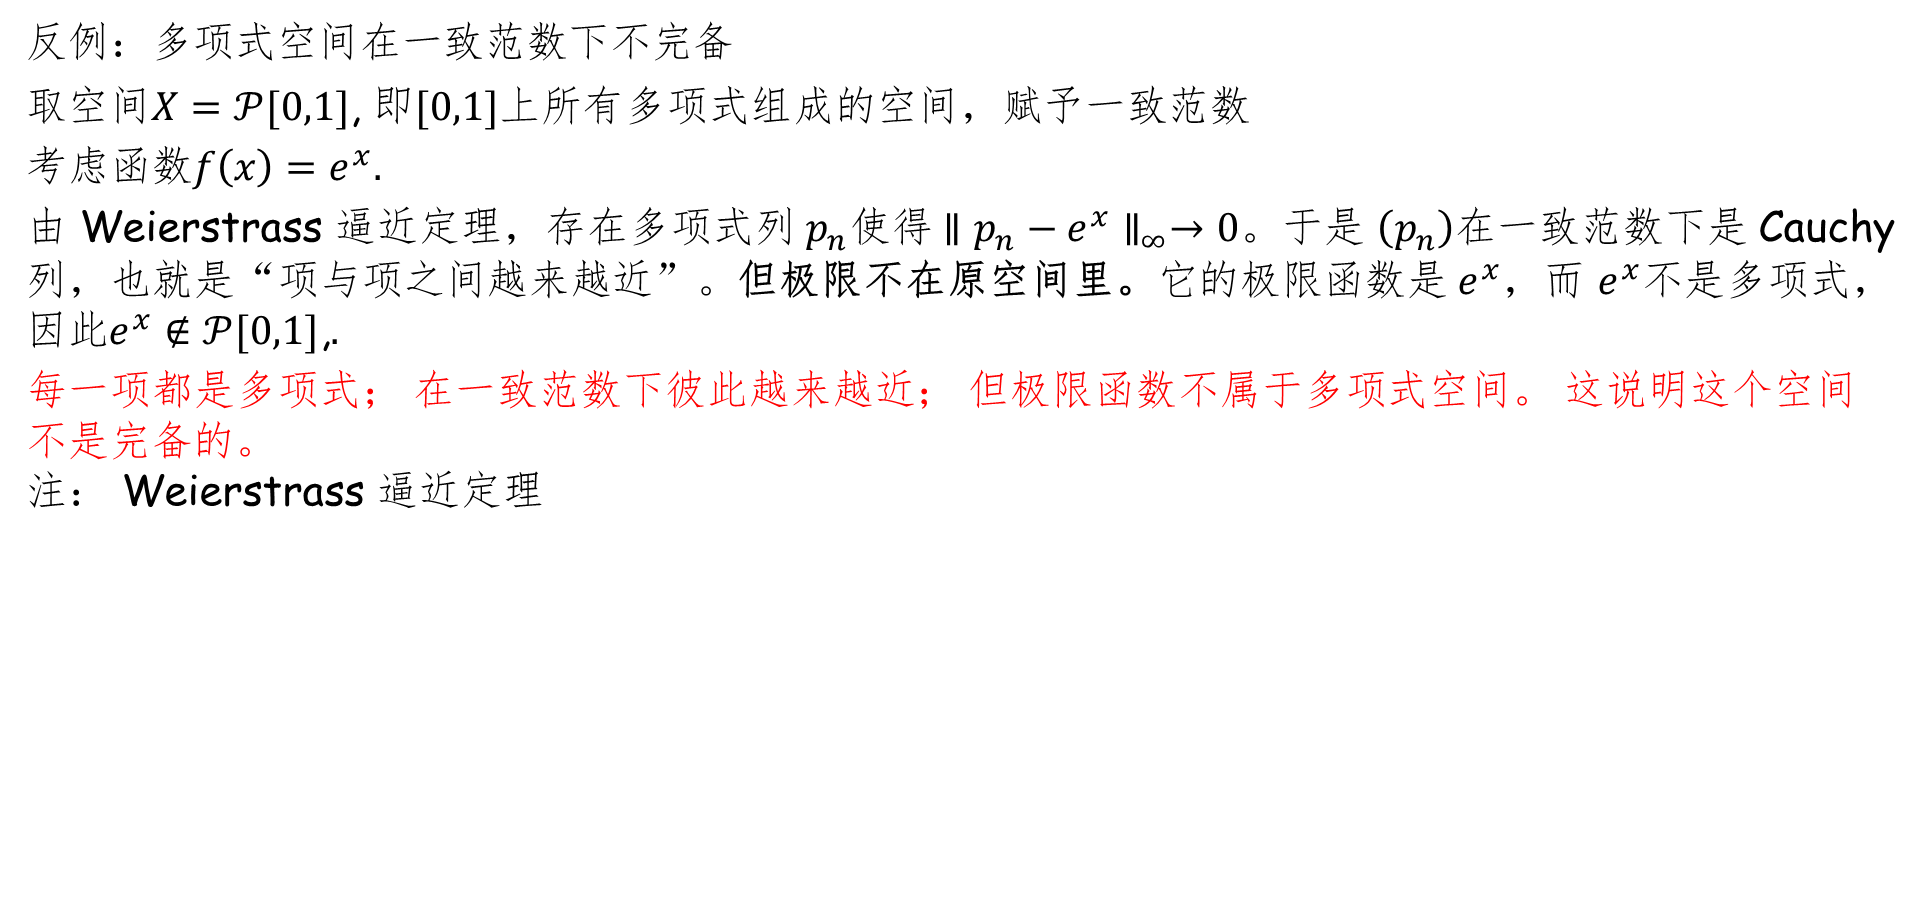 反例：多项式空间在一致范数下不完备
取空间𝑋 = 𝒫[0,1], 即[0,1]上所有多项式组成的空间，赋予一致范数
考虑函数𝑓(𝑥) = 𝑒ˣ.
由 Weierstrass 逼近定理，存在多项式列 𝑝ₙ使得 ∥ 𝑝ₙ − 𝑒ˣ ∥∞→ 0。于是 (𝑝ₙ)在一致范数下是 Cauchy
列，也就是“项与项之间越来越近”。但极限不在原空间里。它的极限函数是 𝑒ˣ，而 𝑒ˣ不是多项式，
因此𝑒ˣ ∉ 𝒫[0,1],.
每一项都是多项式； 在一致范数下彼此越来越近； 但极限函数不属于多项式空间。 这说明这个空间
不是完备的。
注： Weierstrass 逼近定理